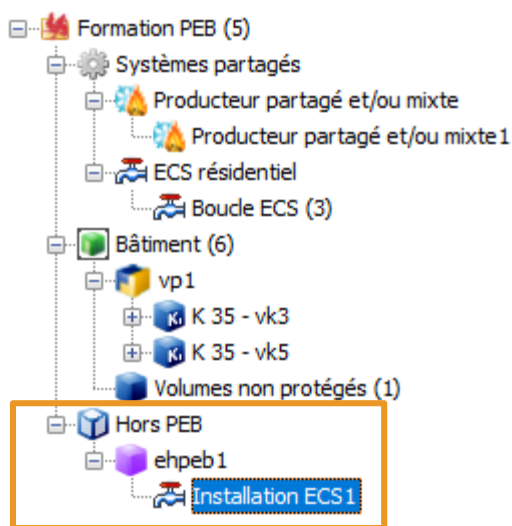 Formation PEB (5)
Systèmes partagés
Producteur partagé et/ou mixte
Producteur partagé et/ou mixte1
ECS résidentiel
Boucle ECS (3)
Bâtiment (6)
vp1
K 35 - vk3
K 35 - vk5
Volumes non protégés (1)
Hors PEB
ehpeb1
Installation ECS1